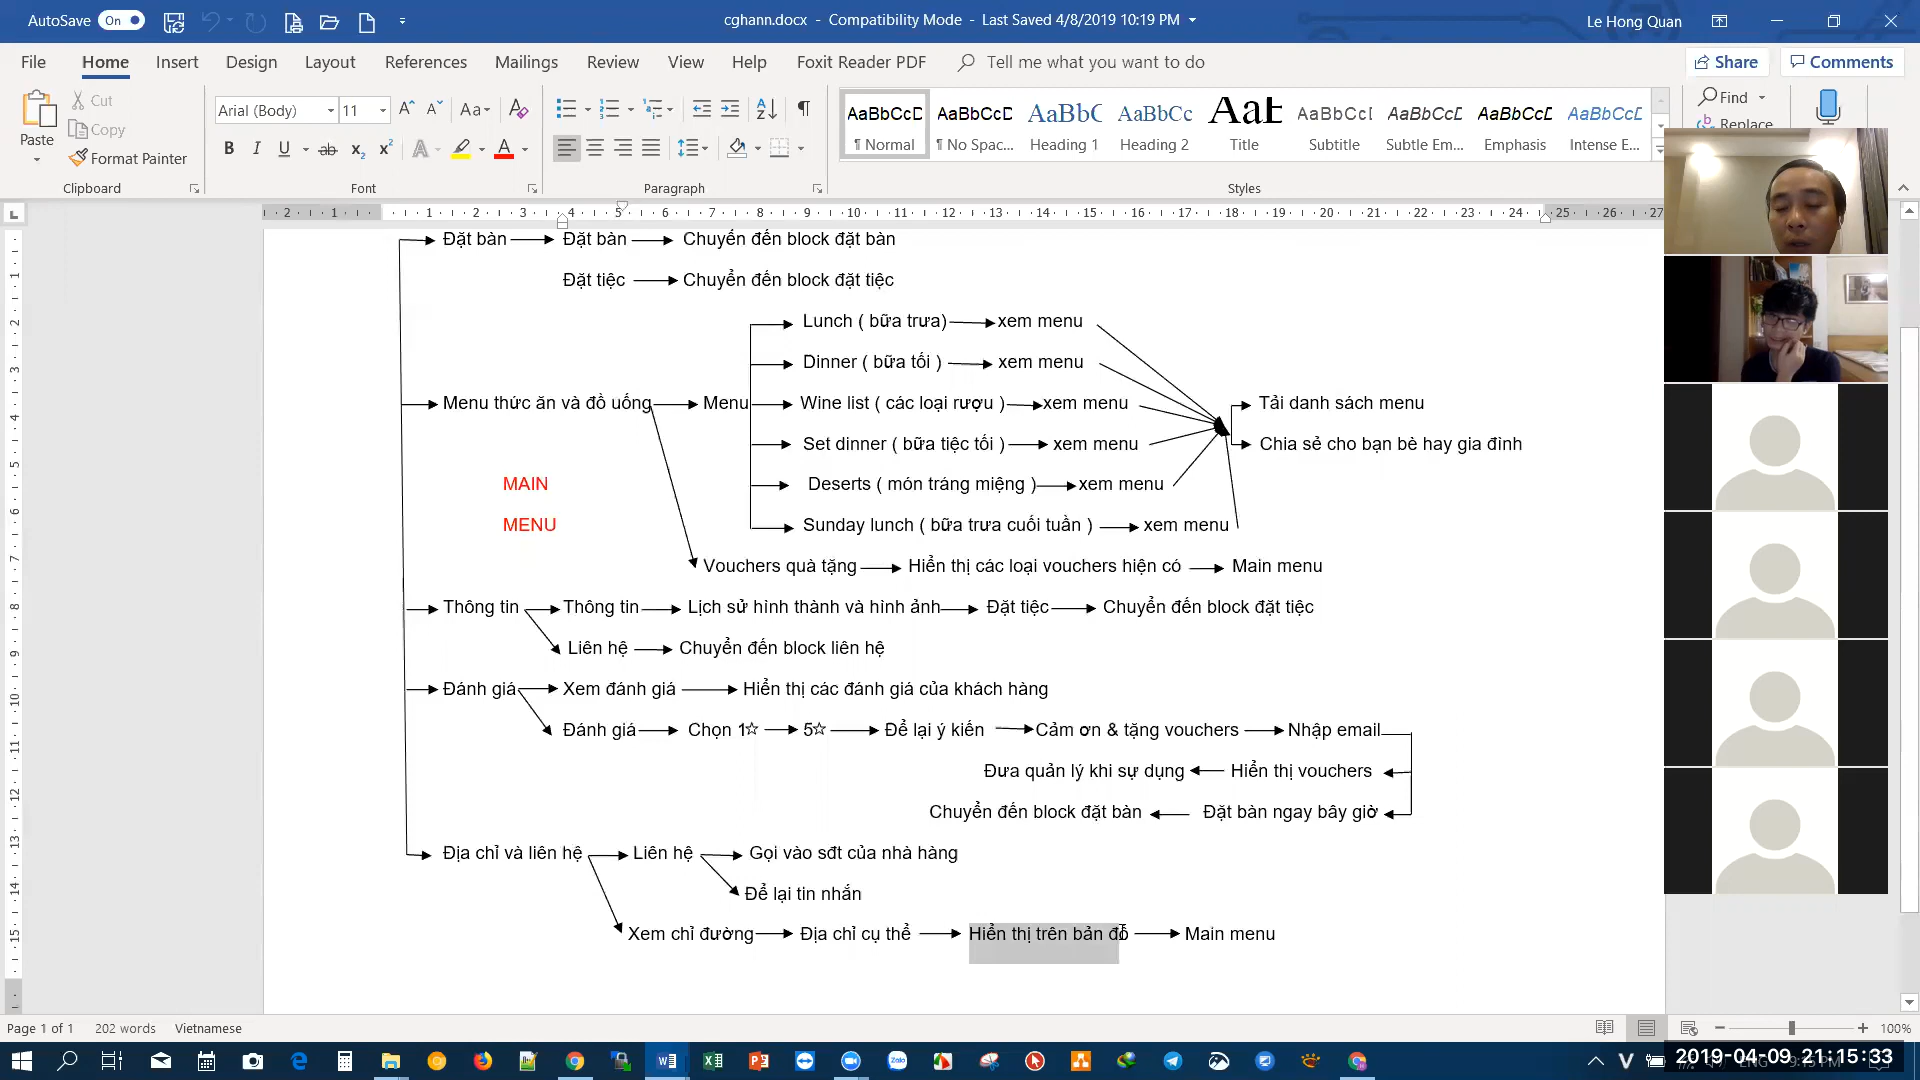 AutoSave On cghann.docx - Compatibility Mode - Last Saved 4/8/2019 10:19 PM Le Hong Quan
File Home Insert Design Layout References Mailings Review View Help Foxit Reader PDF Tell me what you want to do Share Comments
Paste Cut Copy Format Painter
Arial (Body) 11
AaBbCcD AaBbCcD AaBbC AaBbCc AaB AaBbCcD AaBbCcD AaBbCcD AaBbCcD
¶ Normal ¶ No Spac... Heading 1 Heading 2 Title Subtitle Subtle Em... Emphasis Intense E...
Find
Replace
Clipboard Font Paragraph Styles
Đặt bàn Đặt bàn Chuyển đến block đặt bàn
Đặt tiệc Chuyển đến block đặt tiệc
Lunch ( bữa trưa) xem menu
Dinner ( bữa tối ) xem menu
Menu thức ăn và đồ uống Menu Wine list ( các loại rượu ) xem menu Tải danh sách menu
Set dinner ( bữa tiệc tối ) xem menu Chia sẻ cho bạn bè hay gia đình
MAIN Deserts ( món tráng miệng ) xem menu
MENU Sunday lunch ( bữa trưa cuối tuần ) xem menu
Vouchers quà tặng Hiển thị các loại vouchers hiện có Main menu
Thông tin Thông tin Lịch sử hình thành và hình ảnh Đặt tiệc Chuyển đến block đặt tiệc
Liên hệ Chuyển đến block liên hệ
Đánh giá Xem đánh giá Hiển thị các đánh giá của khách hàng
Đánh giá Chọn 1☆ 5☆ Để lại ý kiến Cảm ơn & tặng vouchers Nhập email
Đưa quản lý khi sự dụng Hiển thị vouchers
Chuyển đến block đặt bàn Đặt bàn ngay bây giờ
Địa chỉ và liên hệ Liên hệ Gọi vào sđt của nhà hàng
Để lại tin nhắn
Xem chỉ đường Địa chỉ cụ thể Hiển thị trên bản đồ Main menu
Page 1 of 1 202 words Vietnamese 100%
2019-04-09 21:15:33